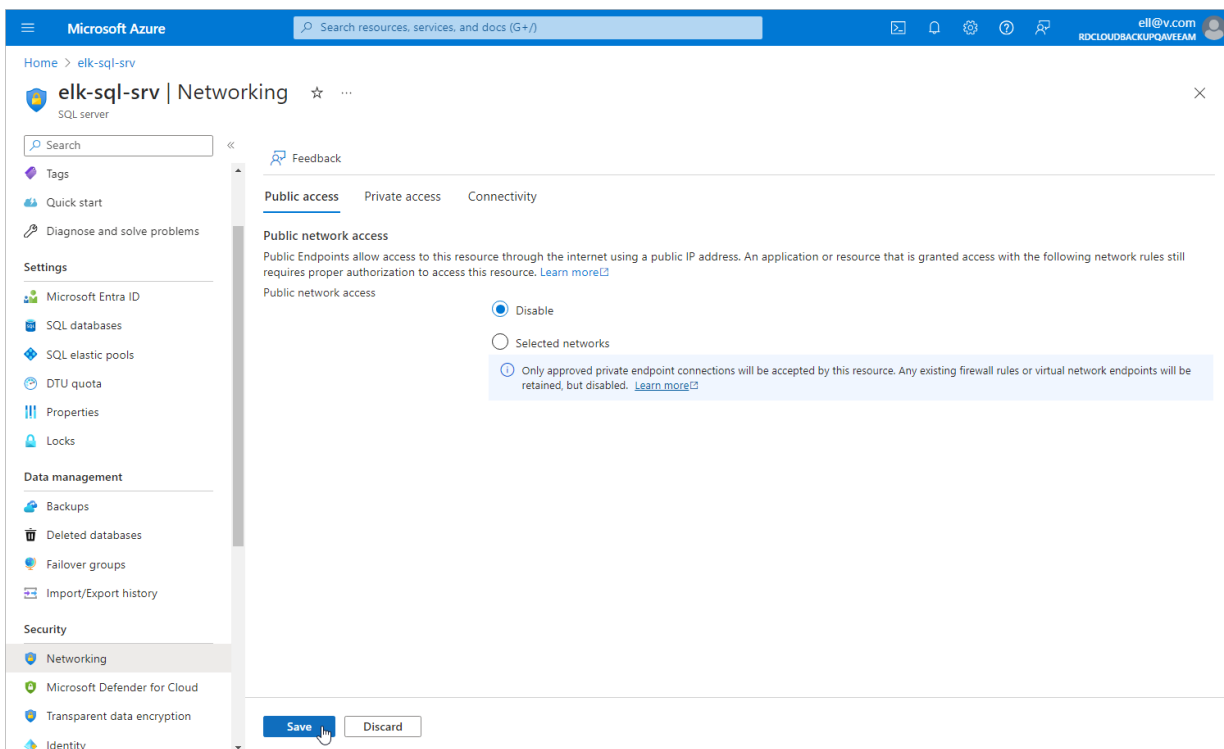 Microsoft Azure
Search resources, services, and docs (G+/)
ell@v.com
RDCLOUDBACKUPQAVEEAM
Home > elk-sql-srv
elk-sql-srv | Networking
SQL server
Search
Tags
Quick start
Diagnose and solve problems
Settings
Microsoft Entra ID
SQL databases
SQL elastic pools
DTU quota
Properties
Locks
Data management
Backups
Deleted databases
Failover groups
Import/Export history
Security
Networking
Microsoft Defender for Cloud
Transparent data encryption
Identity
Feedback
Public access Private access Connectivity
Public network access
Public Endpoints allow access to this resource through the internet using a public IP address. An application or resource that is granted access with the following network rules still
requires proper authorization to access this resource. Learn more
Public network access
Disable
Selected networks
Only approved private endpoint connections will be accepted by this resource. Any existing firewall rules or virtual network endpoints will be
retained, but disabled. Learn more
Save Discard